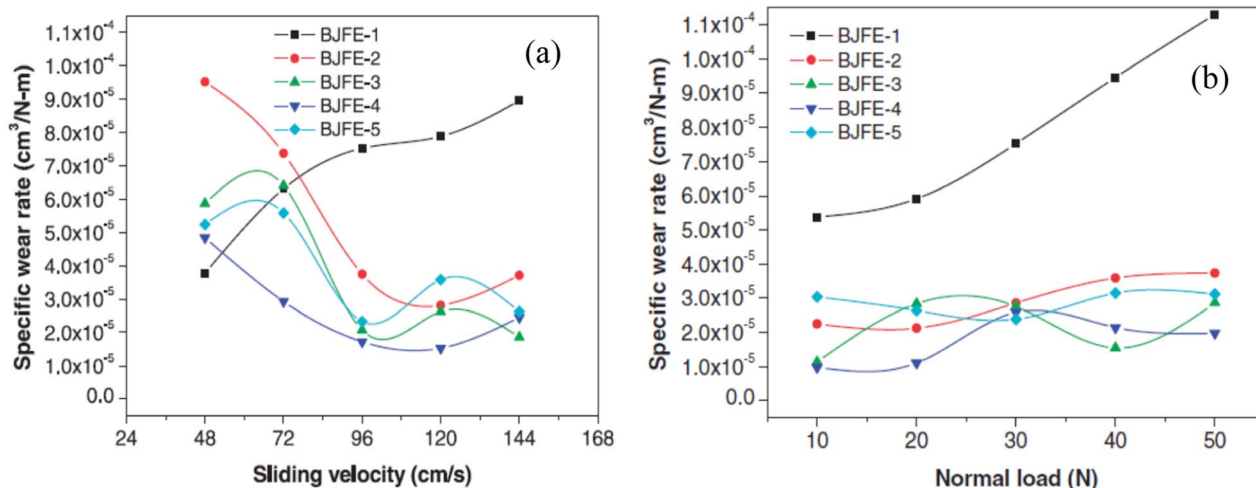 1.1x10⁻⁴
1.0x10⁻⁴
9.0x10⁻⁵
8.0x10⁻⁵
7.0x10⁻⁵
6.0x10⁻⁵
5.0x10⁻⁵
4.0x10⁻⁵
3.0x10⁻⁵
2.0x10⁻⁵
1.0x10⁻⁵
0.0
Specific wear rate (cm³/N-m)
BJFE-1
BJFE-2
BJFE-3
BJFE-4
BJFE-5
(a)
24 48 72 96 120 144 168
Sliding velocity (cm/s)
1.1x10⁻⁴
1.0x10⁻⁴
9.0x10⁻⁵
8.0x10⁻⁵
7.0x10⁻⁵
6.0x10⁻⁵
5.0x10⁻⁵
4.0x10⁻⁵
3.0x10⁻⁵
2.0x10⁻⁵
1.0x10⁻⁵
0.0
Specific wear rate (cm³/N-m)
BJFE-1
BJFE-2
BJFE-3
BJFE-4
BJFE-5
(b)
10 20 30 40 50
Normal load (N)